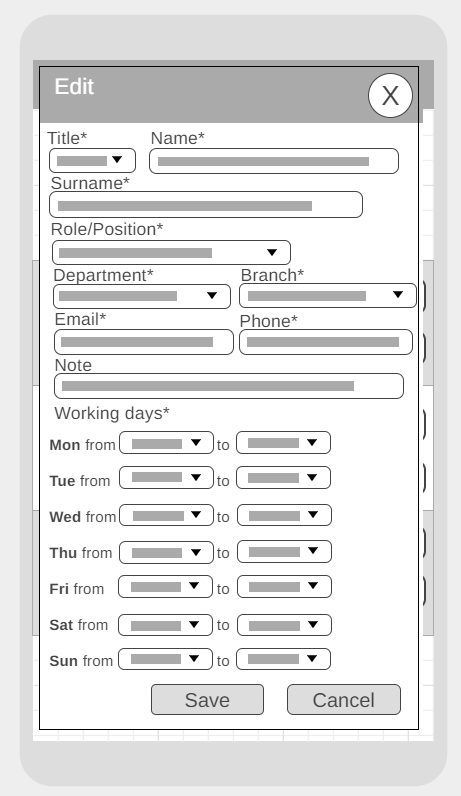 Edit X
Title* Name*
Surname*
Role/Position*
Department* Branch*
Email* Phone*
Note
Working days*
Mon from to
Tue from to
Wed from to
Thu from to
Fri from to
Sat from to
Sun from to
Save Cancel